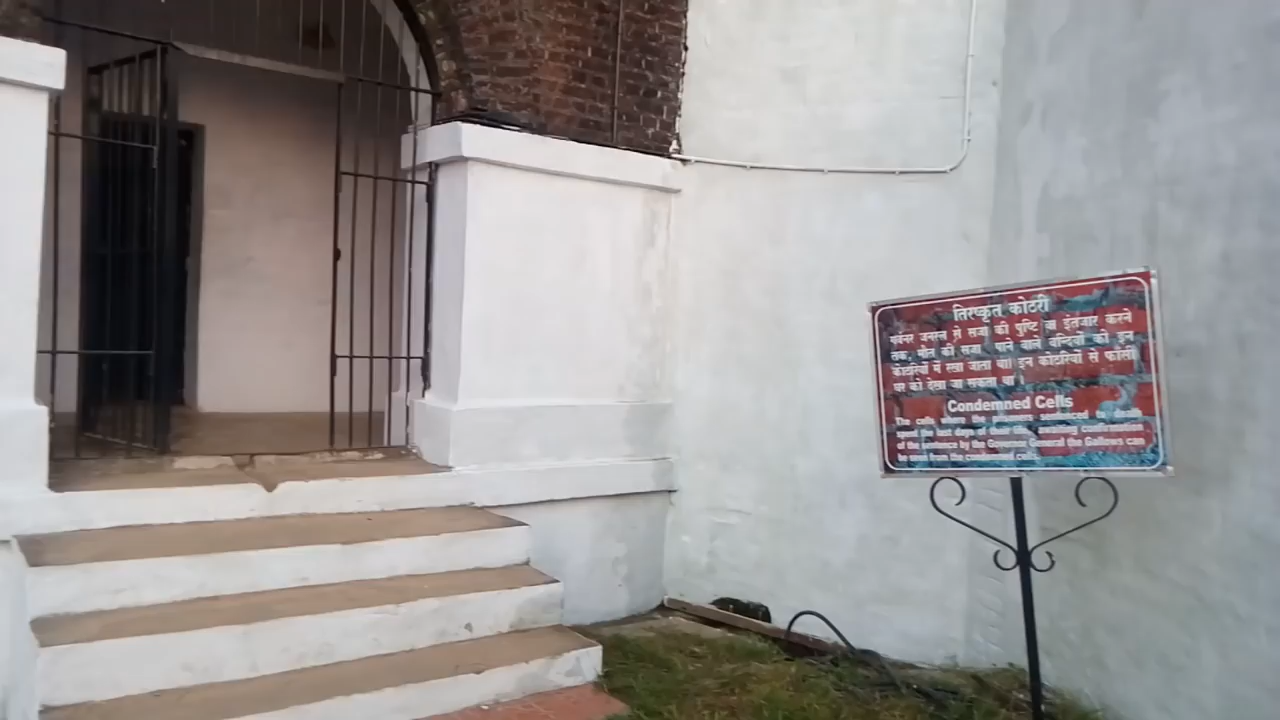 तिरष्कृत कोठरी
गवर्नर जनरल से सजा की पुष्टि वा इंतजार करने
तक, मौत की सजा पाने वाले बन्दियों को इन
कोठरियों में रखा जाता था। इन कोठरियों से फाँसी
घर को देखा जा सकता था।
Condemned Cells
The cells where the prisoners sentenced to death
spend the last days of their life awaiting confirmation
of the sentence by the Governor General the Gallows can
be seen from the condemned cells